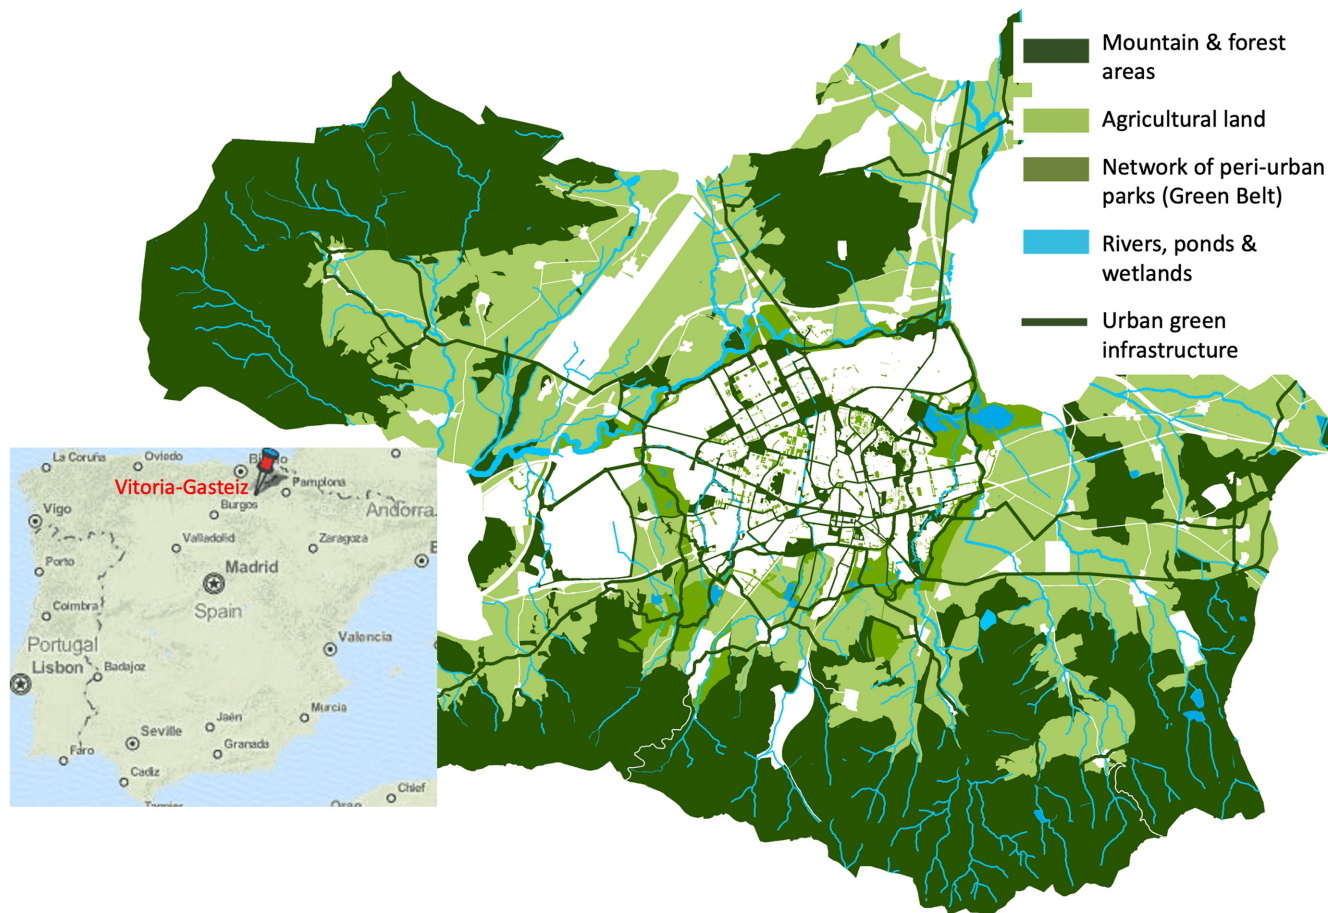 Mountain & forest
areas
Agricultural land
Network of peri-urban
parks (Green Belt)
Rivers, ponds &
wetlands
Urban green
infrastructure
La Coruña
Oviedo
Vitoria-Gasteiz
Pamplona
Burgos
Andorra
Vigo
Valladolid
Zaragoza
Porto
Madrid
Coimbra
Spain
Portugal
Valencia
Lisbon
Badajoz
Murcia
Jaén
Seville
Granada
Faro
Cadiz
Chlef